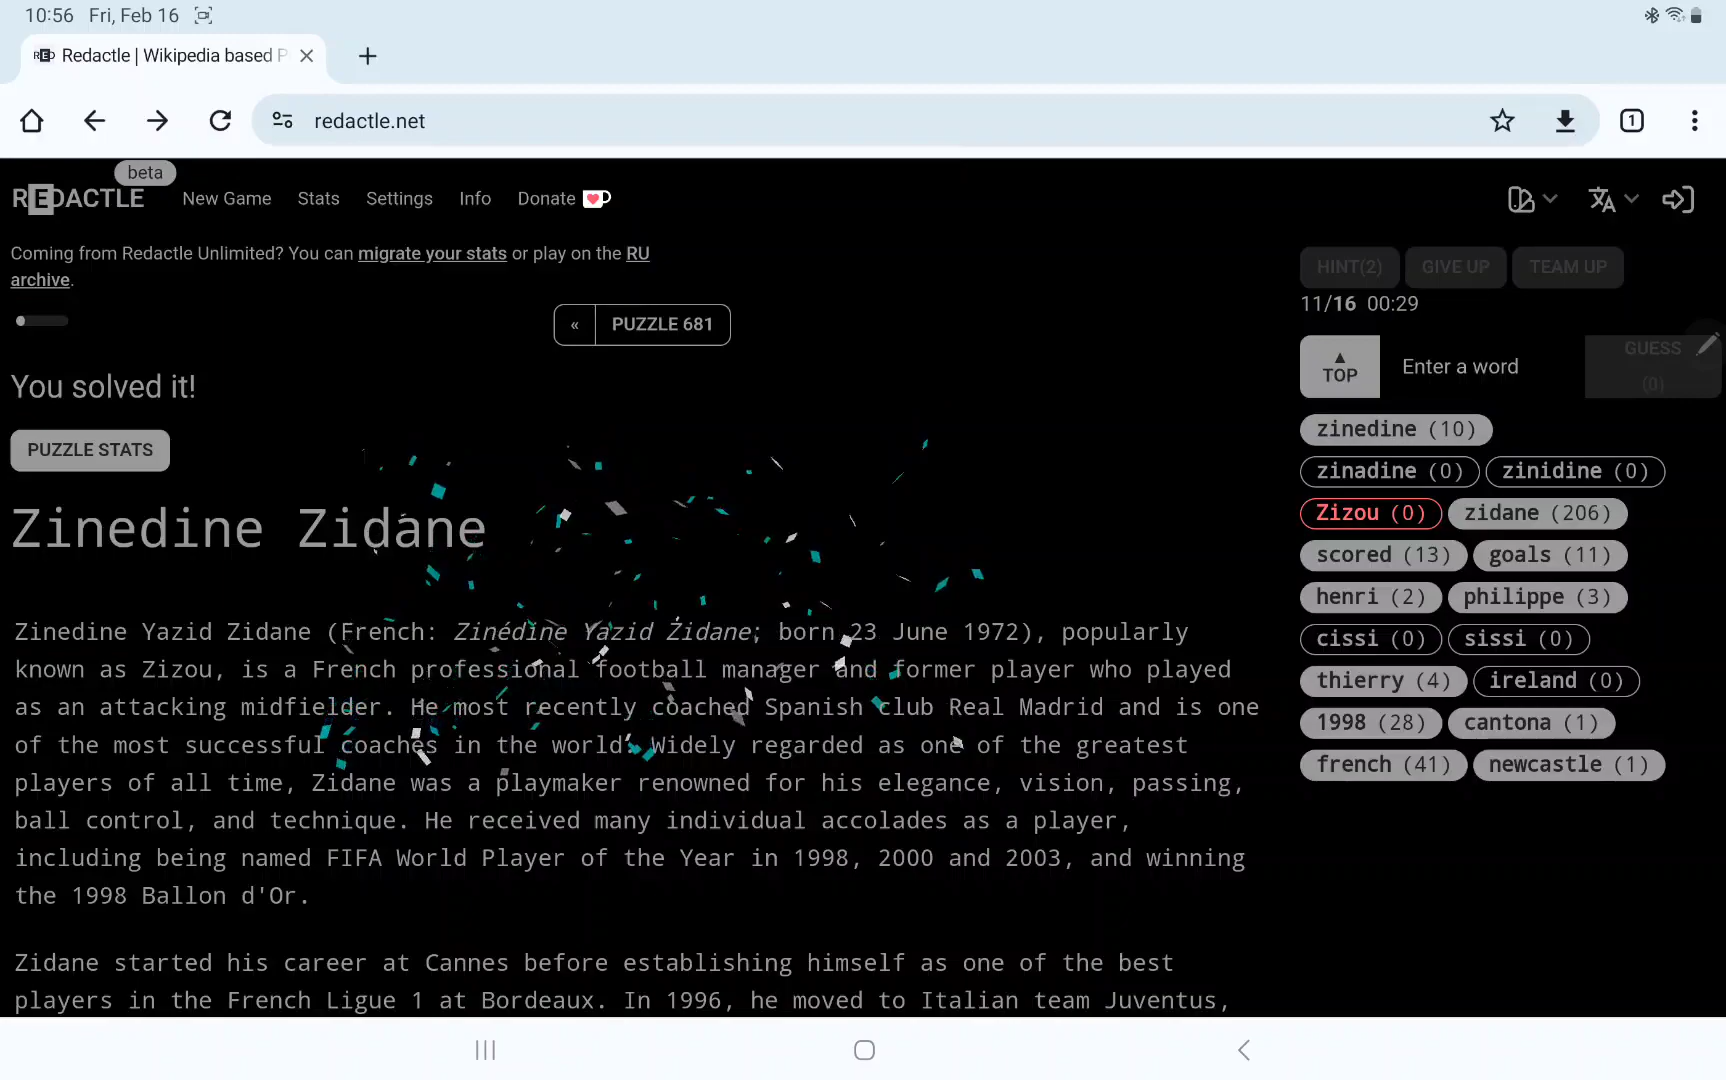 10:56 Fri, Feb 16
Redactle | Wikipedia based P
redactle.net
1
beta
REDACTLE New Game Stats Settings Info Donate
Coming from Redactle Unlimited? You can migrate your stats or play on the RU
archive.
« PUZZLE 681
You solved it!
PUZZLE STATS
Zinedine Zidane
Zinedine Yazid Zidane (French: Zinédine Yazid Zidane; born 23 June 1972), popularly
known as Zizou, is a French professional football manager and former player who played
as an attacking midfielder. He most recently coached Spanish club Real Madrid and is one
of the most successful coaches in the world. Widely regarded as one of the greatest
players of all time, Zidane was a playmaker renowned for his elegance, vision, passing,
ball control, and technique. He received many individual accolades as a player,
including being named FIFA World Player of the Year in 1998, 2000 and 2003, and winning
the 1998 Ballon d'Or.
Zidane started his career at Cannes before establishing himself as one of the best
players in the French Ligue 1 at Bordeaux. In 1996, he moved to Italian team Juventus,
HINT(2) GIVE UP TEAM UP
11/16 00:29
▲
TOP
Enter a word
GUESS
(0)
zinedine (10)
zinadine (0) zinidine (0)
Zizou (0) zidane (206)
scored (13) goals (11)
henri (2) philippe (3)
cissi (0) sissi (0)
thierry (4) ireland (0)
1998 (28) cantona (1)
french (41) newcastle (1)